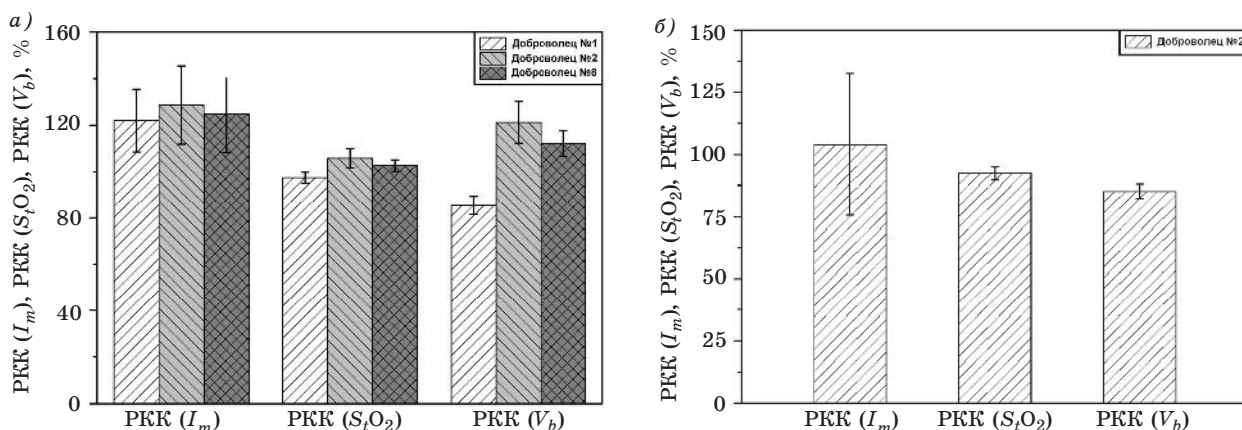 а)
РКК (I_m), РКК (S_tO_2), РКК (V_b), %
160
120
80
40
0
Доброволец №1
Доброволец №2
Доброволец №8
РКК (I_m) РКК (S_tO_2) РКК (V_b)
б)
РКК (I_m), РКК (S_tO_2), РКК (V_b), %
150
125
100
75
50
25
0
Доброволец №2
РКК (I_m) РКК (S_tO_2) РКК (V_b)